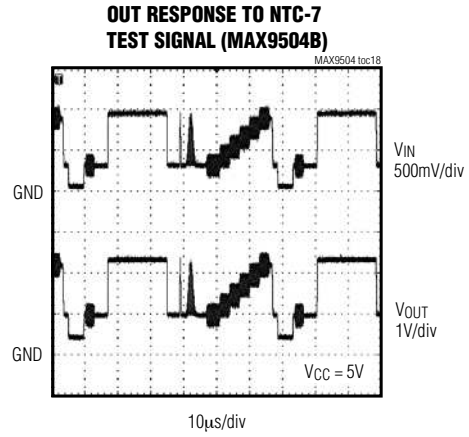 OUT RESPONSE TO NTC-7
TEST SIGNAL (MAX9504B)
MAX9504 toc18
VIN
500mV/div
GND
VOUT
1V/div
GND
VCC = 5V
10µs/div